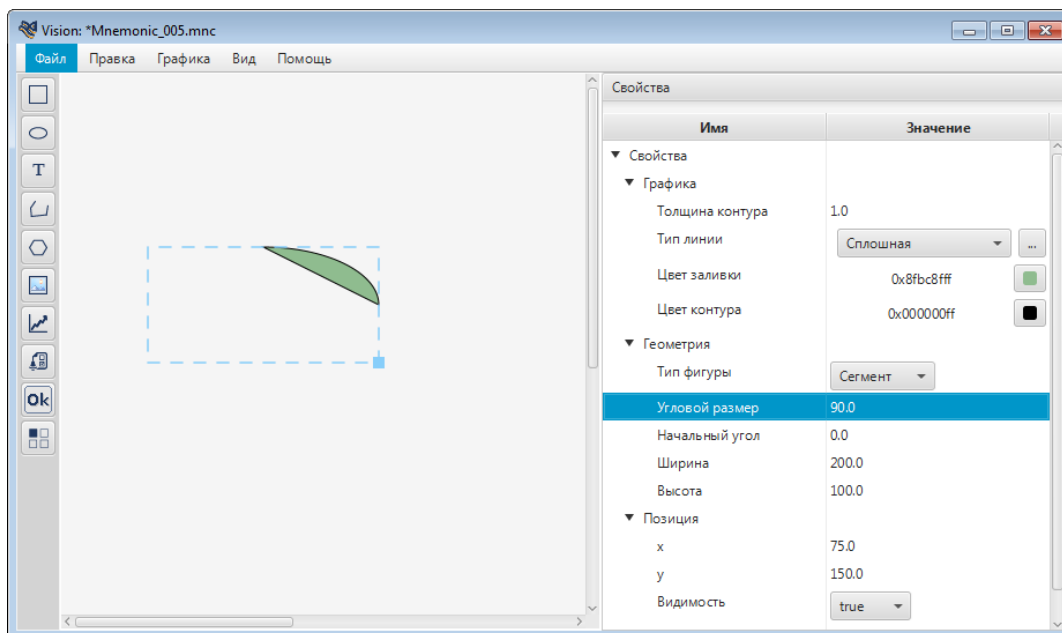 Vision: *Mnemonic_005.mnc
Файл Правка Графика Вид Помощь
Свойства
Имя Значение
Свойства
Графика
Толщина контура 1.0
Тип линии Сплошная ...
Цвет заливки 0x8fbc8fff
Цвет контура 0x000000ff
Геометрия
Тип фигуры Сегмент
Угловой размер 90.0
Начальный угол 0.0
Ширина 200.0
Высота 100.0
Позиция
x 75.0
y 150.0
Видимость true
T
Ok